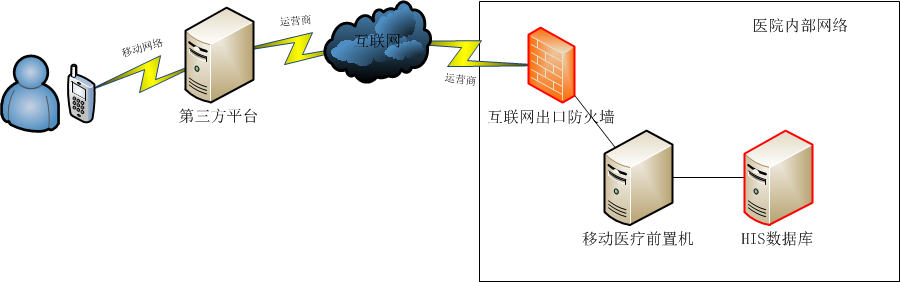 医院内部网络
运营商
移动网络
互联网
运营商
第三方平台
互联网出口防火墙
移动医疗前置机
HIS数据库